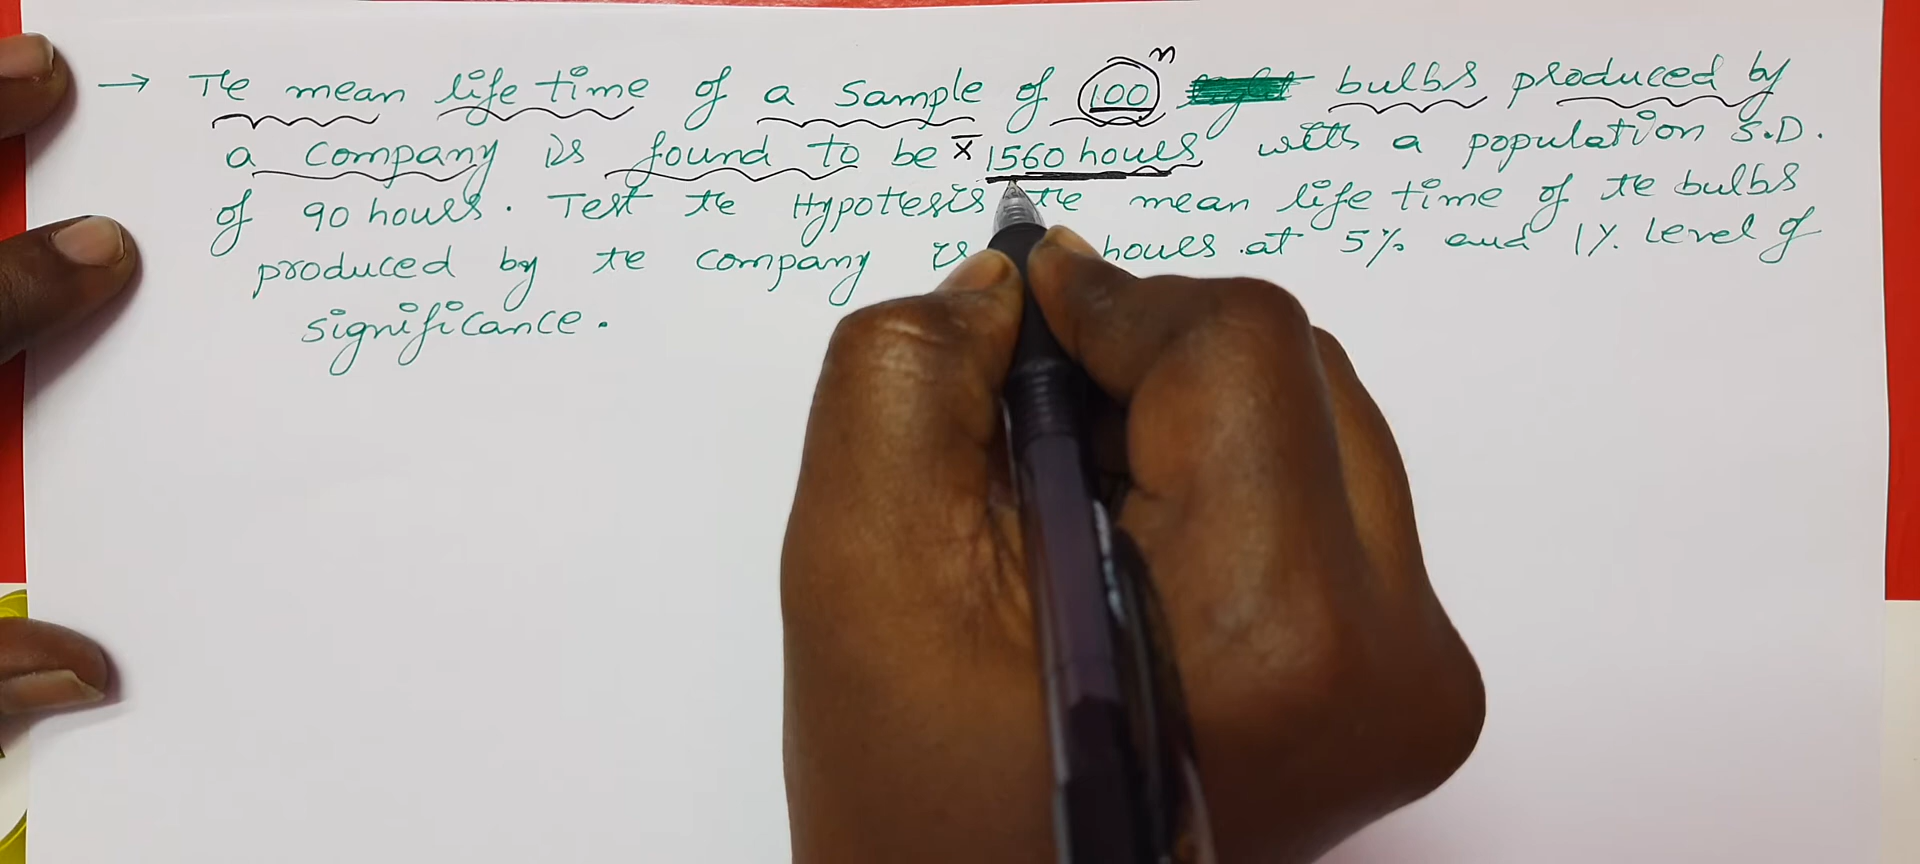 → Te mean life time of a sample of 100 n bulbs produced by
a company is found to be x̅ 1560 hours with a population S.D.
of 90 hours. Test te Hypotesis te mean life time of te bulbs
produced by te company is hours at 5% and 1% Level of
significance.